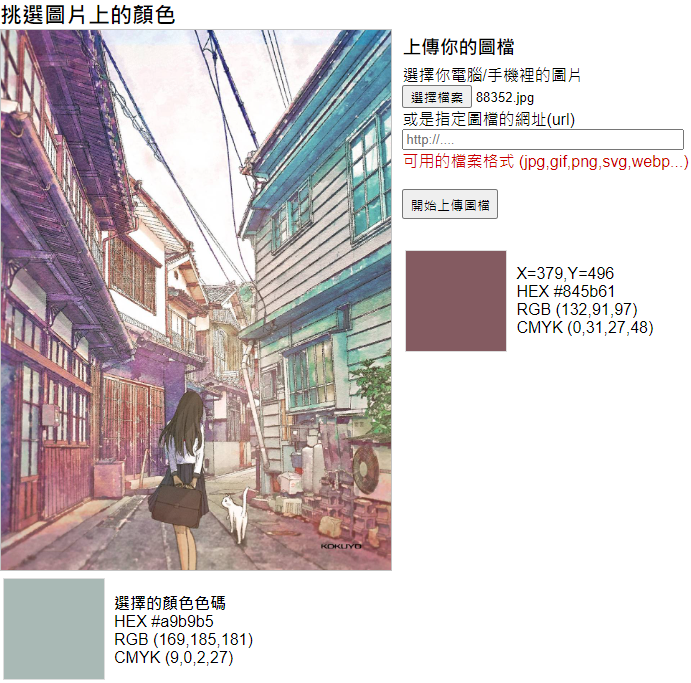 挑選圖片上的顏色
上傳你的圖檔
選擇你電腦/手機裡的圖片
選擇檔案 88352.jpg
或是指定圖檔的網址(url)
http://....
可用的檔案格式 (jpg,gif,png,svg,webp...)
開始上傳圖檔
X=379,Y=496
HEX #845b61
RGB (132,91,97)
CMYK (0,31,27,48)
KOKUYO
選擇的顏色色碼
HEX #a9b9b5
RGB (169,185,181)
CMYK (9,0,2,27)